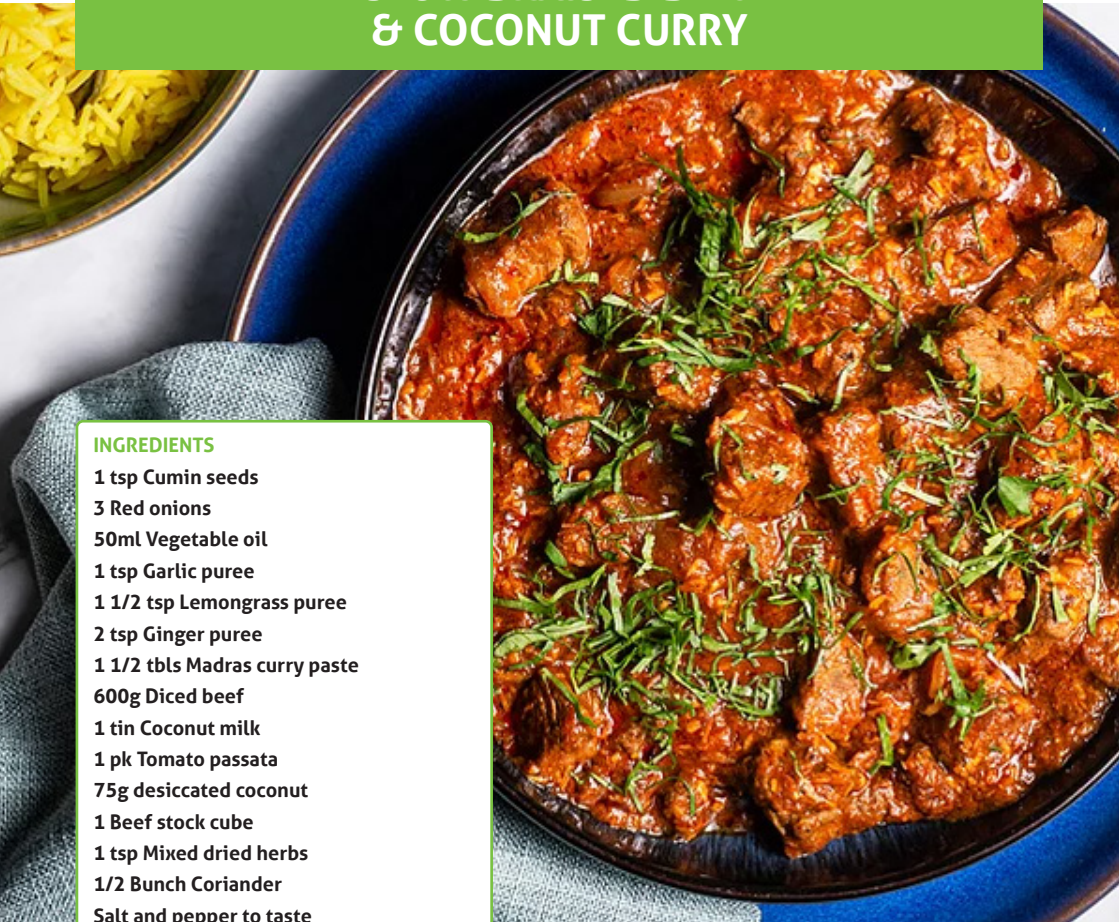 & COCONUT CURRY
INGREDIENTS
1 tsp Cumin seeds
3 Red onions
50ml Vegetable oil
1 tsp Garlic puree
1 1/2 tsp Lemongrass puree
2 tsp Ginger puree
1 1/2 tbls Madras curry paste
600g Diced beef
1 tin Coconut milk
1 pk Tomato passata
75g desiccated coconut
1 Beef stock cube
1 tsp Mixed dried herbs
1/2 Bunch Coriander
Salt and pepper to taste